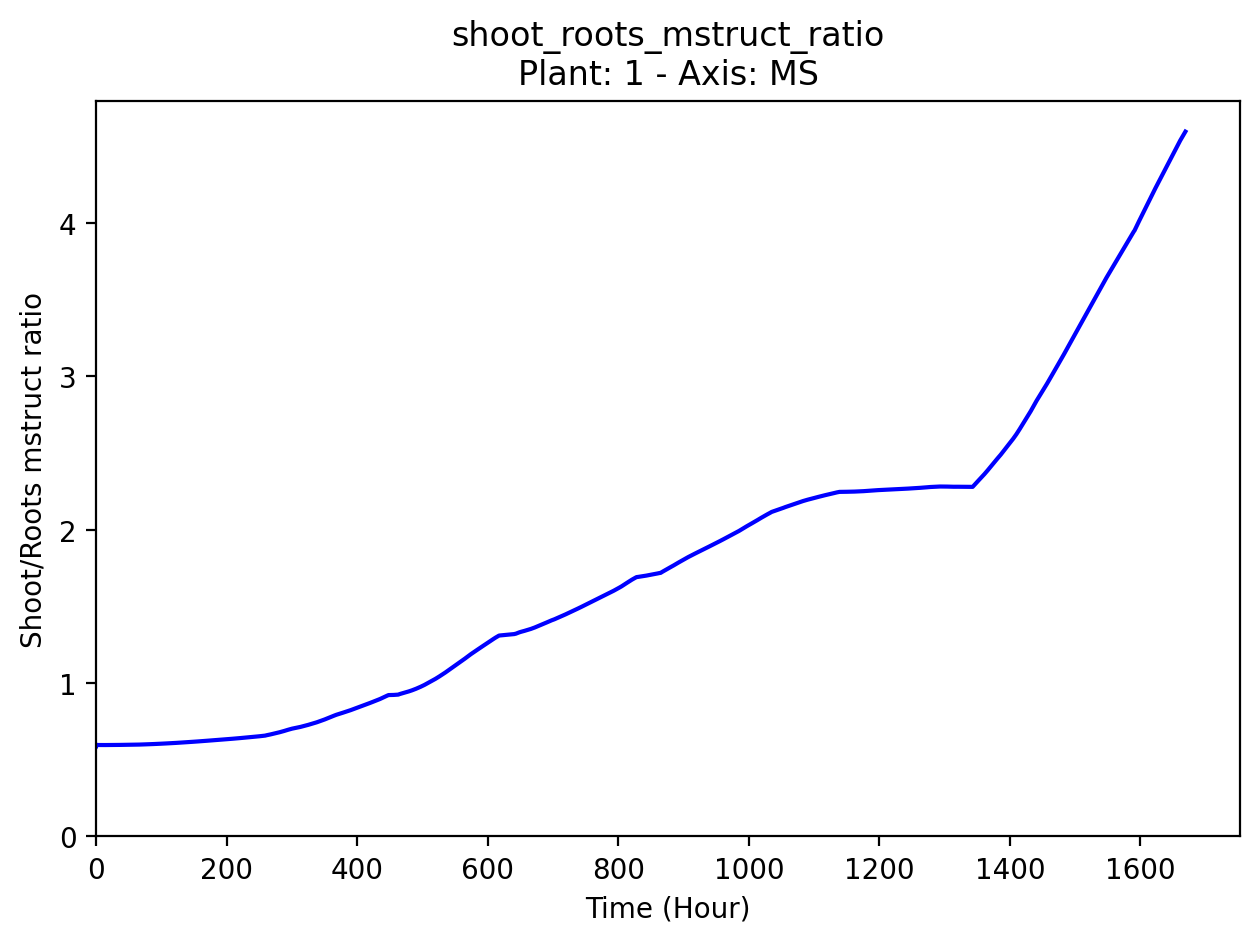 shoot_roots_mstruct_ratio
Plant: 1 - Axis: MS
Shoot/Roots mstruct ratio
4
3
2
1
0
0 200 400 600 800 1000 1200 1400 1600
Time (Hour)